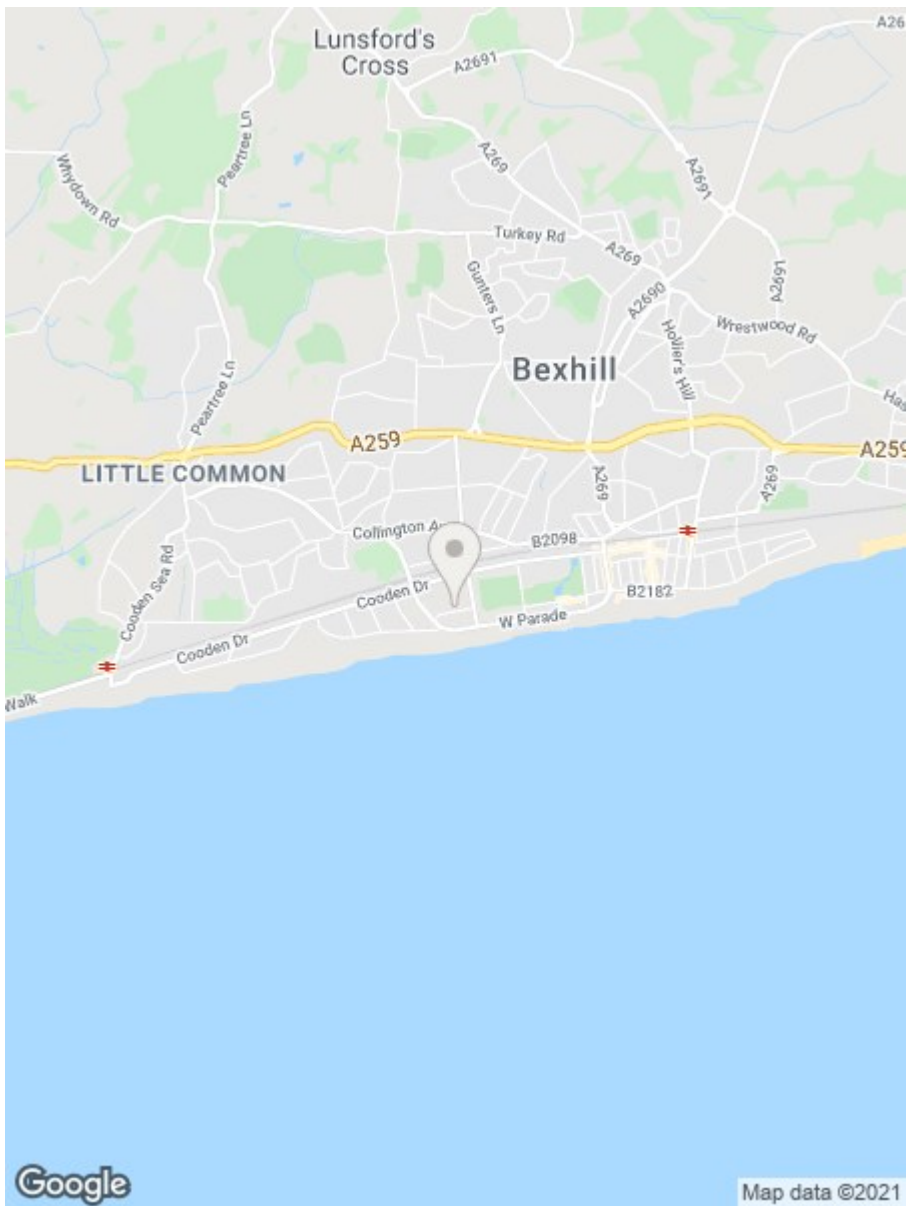 A26
Lunsford's
Cross
A2691
Peartree Ln
A269
A2691
Whydown Rd
Turkey Rd
A269
A2691
Gunters Ln
A2690
Hollier's Hill
Wrestwood Rd
Bexhill
Peartree Ln
Has
A259
A259
LITTLE COMMON
A269
A269
Collington Av
B2098
Cooden Sea Rd
Cooden Dr
B2182
W Parade
Cooden Dr
Walk
Google
Map data ©2021